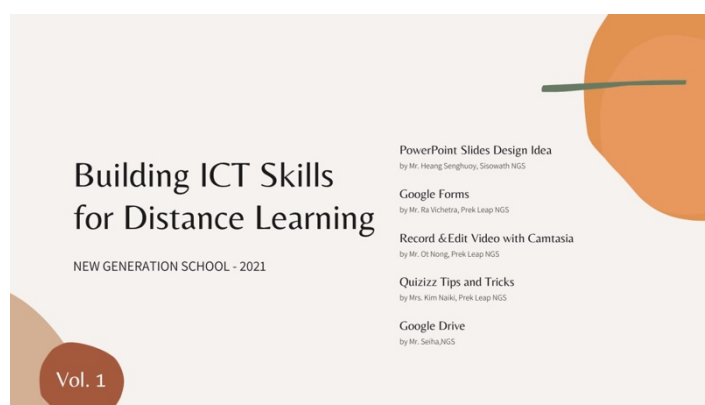 Building ICT Skills
for Distance Learning
NEW GENERATION SCHOOL - 2021
PowerPoint Slides Design Idea
by Mr. Heang Senghuoy, Sisowath NGS
Google Forms
by Mr. Ra Vichetra, Prek Leap NGS
Record &Edit Video with Camtasia
by Mr. Ot Nong, Prek Leap NGS
Quizizz Tips and Tricks
by Mrs. Kim Naiki, Prek Leap NGS
Google Drive
by Mr. Seiha,NGS
Vol. 1